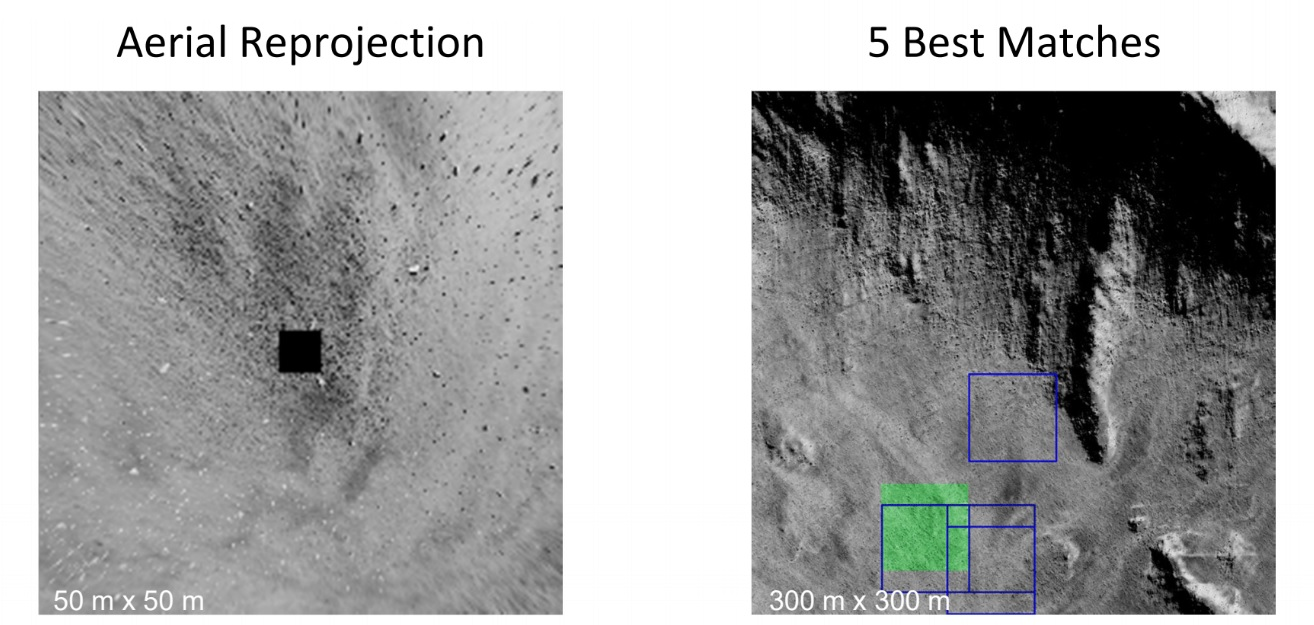 Aerial Reprojection
5 Best Matches
50 m x 50 m
300 m x 300 m